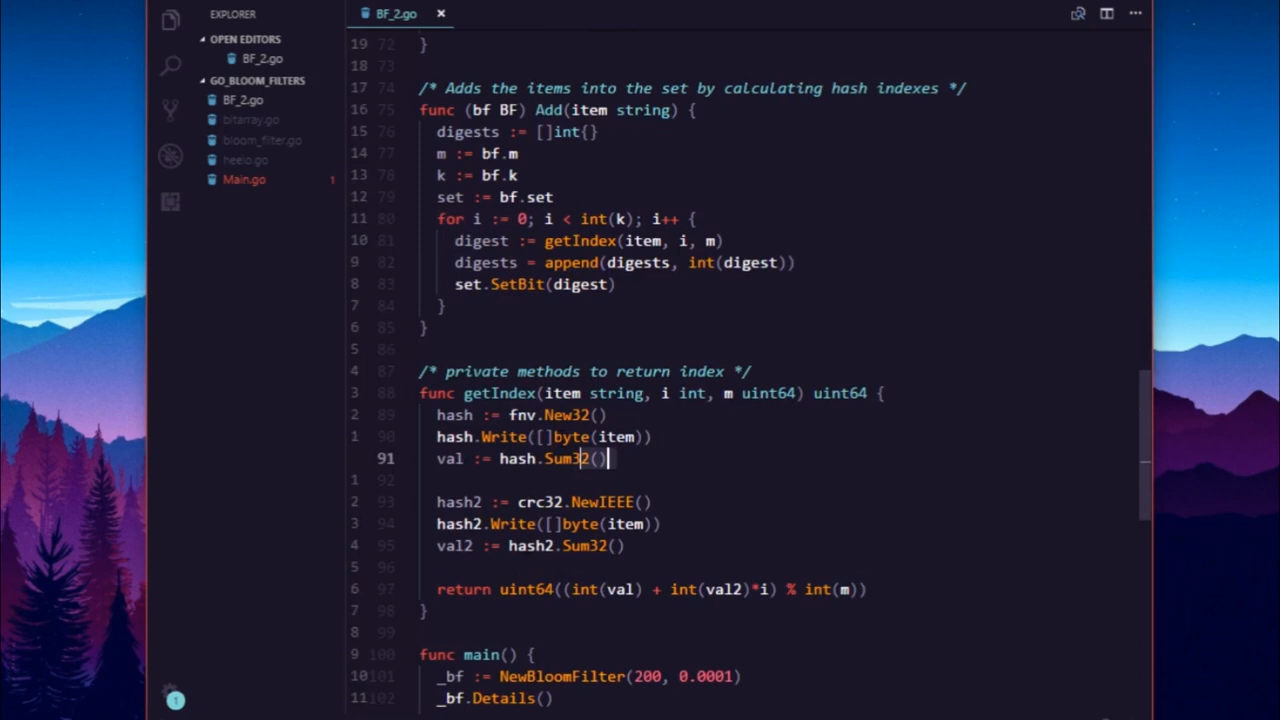 EXPLORER
OPEN EDITORS
BF_2.go
GO_BLOOM_FILTERS
BF_2.go
bitarray.go
bloom_filter.go
heelo.go
Main.go 1
1
BF_2.go ×
19 72 }
18 73
17 74 /* Adds the items into the set by calculating hash indexes */
16 75 func (bf BF) Add(item string) {
15 76 digests := []int{}
14 77 m := bf.m
13 78 k := bf.k
12 79 set := bf.set
11 80 for i := 0; i < int(k); i++ {
10 81 digest := getIndex(item, i, m)
9 82 digests = append(digests, int(digest))
8 83 set.SetBit(digest)
7 84 }
6 85 }
5 86
4 87 /* private methods to return index */
3 88 func getIndex(item string, i int, m uint64) uint64 {
2 89 hash := fnv.New32()
1 90 hash.Write([]byte(item))
91 val := hash.Sum32()
1 92
2 93 hash2 := crc32.NewIEEE()
3 94 hash2.Write([]byte(item))
4 95 val2 := hash2.Sum32()
5 96
6 97 return uint64((int(val) + int(val2)*i) % int(m))
7 98 }
8 99
9 100 func main() {
10 101 _bf := NewBloomFilter(200, 0.0001)
11 102 _bf.Details()